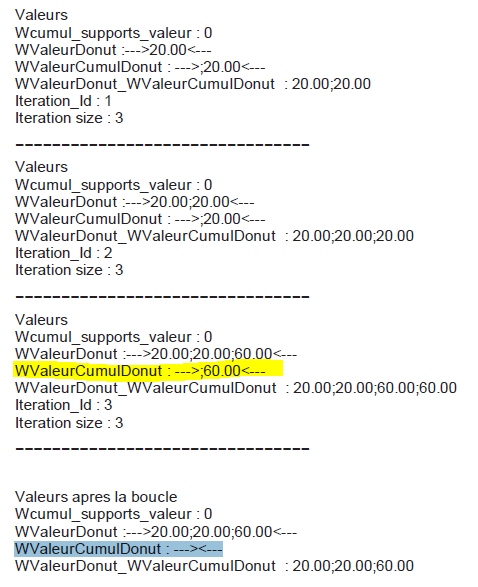 Valeurs
Wcumul_supports_valeur : 0
WValeurDonut :--->20.00<---
WValeurCumulDonut : --->;20.00<---
WValeurDonut_WValeurCumulDonut  : 20.00;20.00
Iteration_Id : 1
Iteration size : 3
--------------------------------
Valeurs
Wcumul_supports_valeur : 0
WValeurDonut :--->20.00;20.00<---
WValeurCumulDonut : --->;20.00<---
WValeurDonut_WValeurCumulDonut  : 20.00;20.00;20.00
Iteration_Id : 2
Iteration size : 3
--------------------------------
Valeurs
Wcumul_supports_valeur : 0
WValeurDonut :--->20.00;20.00;60.00<---
WValeurCumulDonut : --->;60.00<---
WValeurDonut_WValeurCumulDonut  : 20.00;20.00;60.00;60.00
Iteration_Id : 3
Iteration size : 3
--------------------------------
Valeurs apres la boucle
Wcumul_supports_valeur : 0
WValeurDonut :--->20.00;20.00;60.00<---
WValeurCumulDonut : ---><---
WValeurDonut_WValeurCumulDonut  : 20.00;20.00;60.00